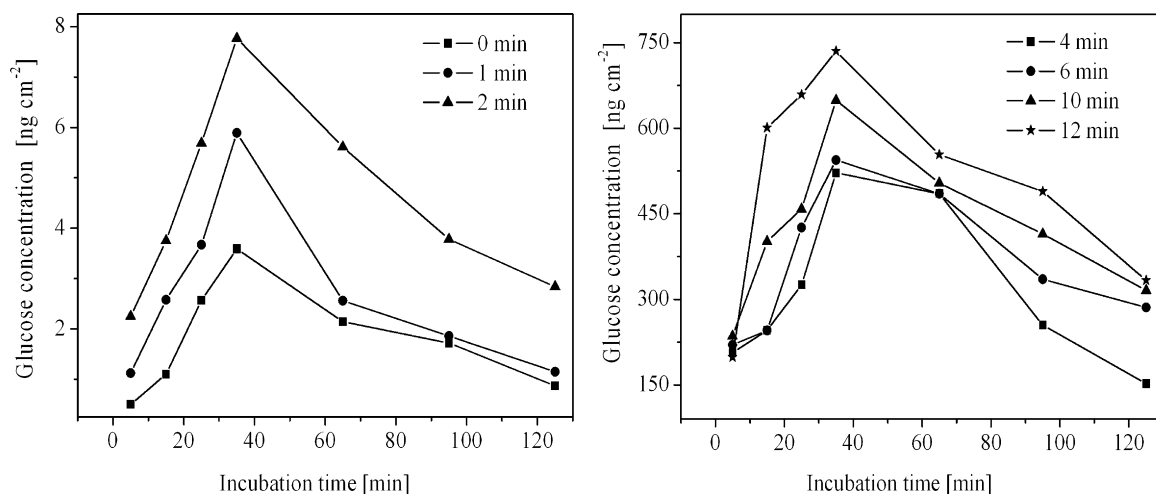 Glucose concentration [ng cm⁻²]
8
6
4
2
0 min
1 min
2 min
0 20 40 60 80 100 120
Incubation time [min]
Glucose concentration [ng cm⁻²]
750
600
450
300
150
4 min
6 min
10 min
12 min
0 20 40 60 80 100 120
Incubation time [min]